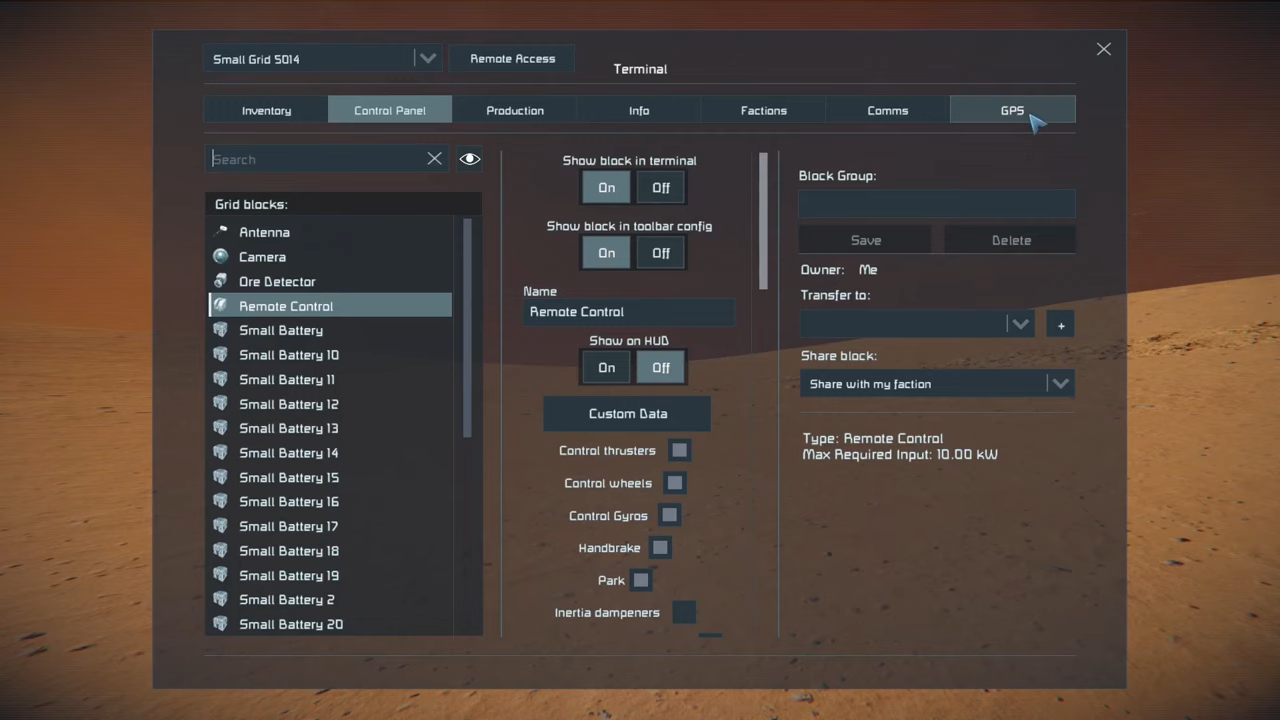 Small Grid 5014
Remote Access
Terminal
Inventory
Control Panel
Production
Info
Factions
Comms
GPS
Search
Grid blocks:
Antenna
Camera
Ore Detector
Remote Control
Small Battery
Small Battery 10
Small Battery 11
Small Battery 12
Small Battery 13
Small Battery 14
Small Battery 15
Small Battery 16
Small Battery 17
Small Battery 18
Small Battery 19
Small Battery 2
Small Battery 20
Show block in terminal
On
Off
Show block in toolbar config
On
Off
Name
Remote Control
Show on HUD
On
Off
Custom Data
Control thrusters
Control wheels
Control Gyros
Handbrake
Park
Inertia dampeners
Block Group:
Save
Delete
Owner: Me
Transfer to:
+
Share block:
Share with my faction
Type: Remote Control
Max Required Input: 10.00 kW